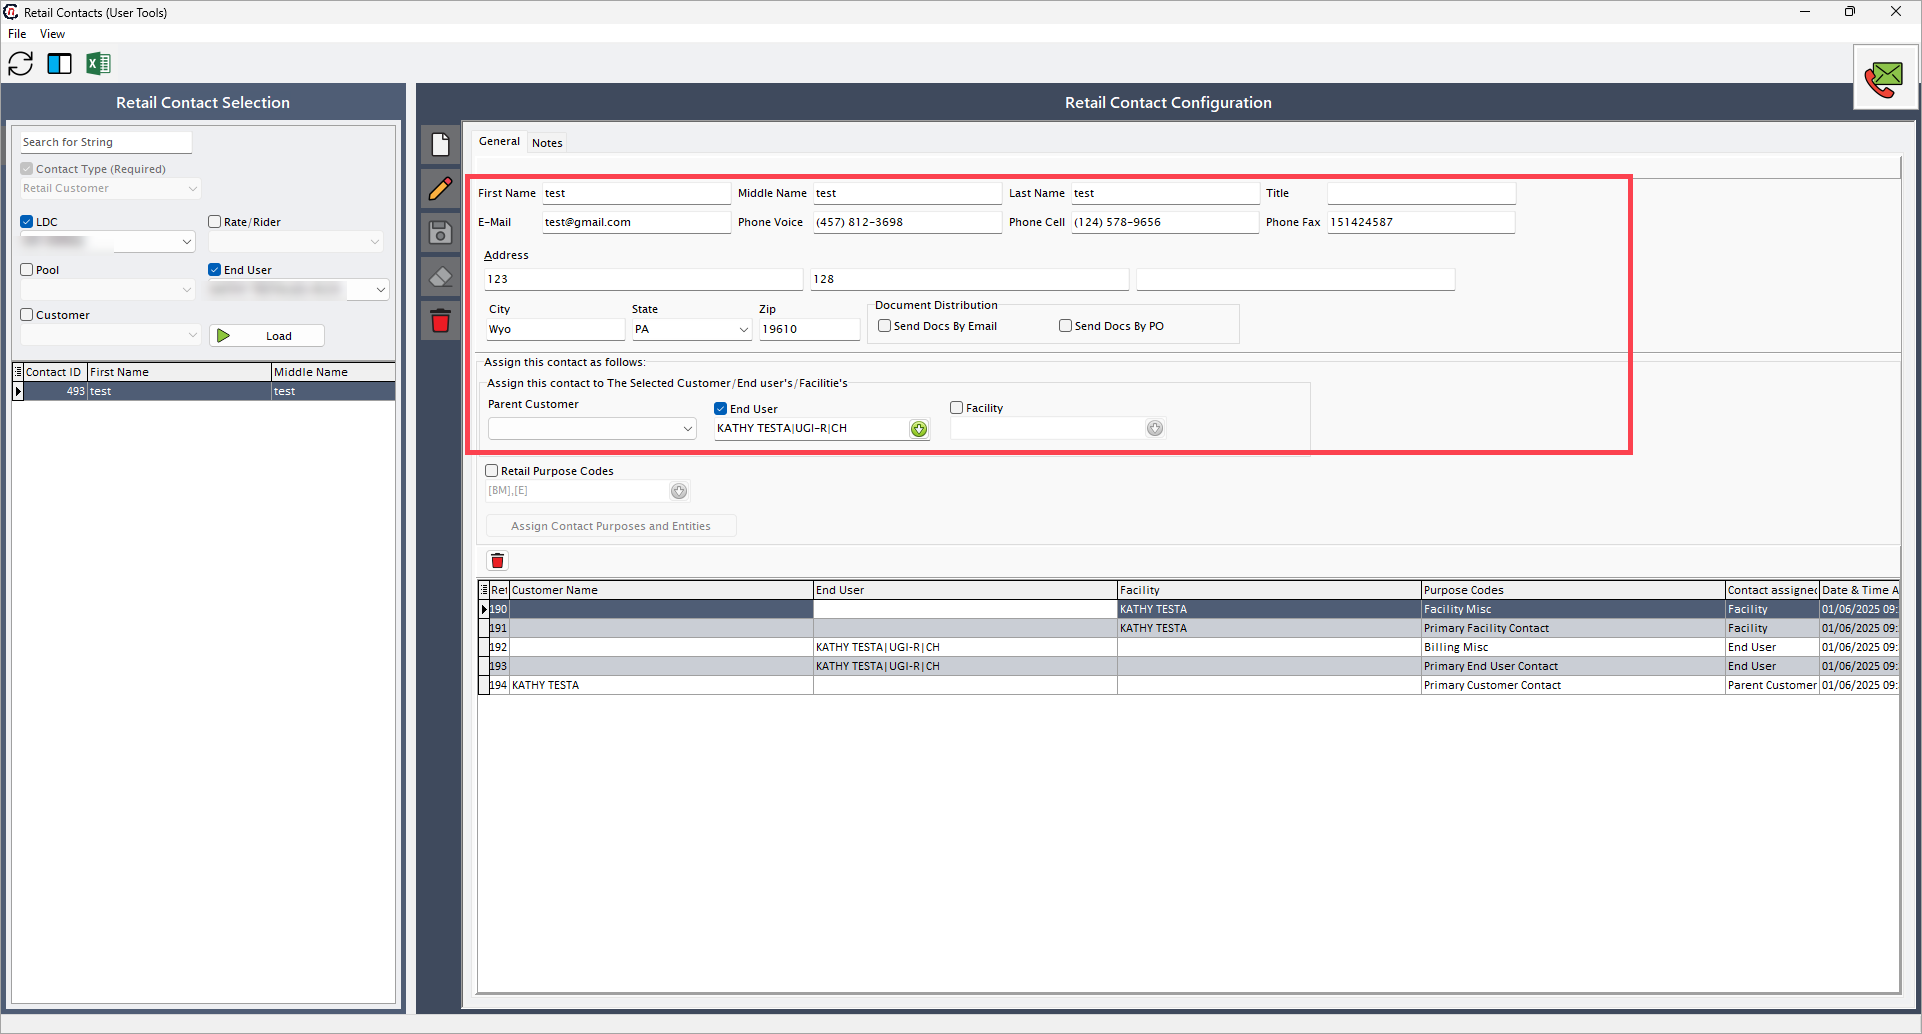 Retail Contacts (User Tools)
File View
Retail Contact Selection
Search for String
Contact Type (Required)
Retail Customer
LDC Rate/Rider
Pool End User
Customer
Load
Contact ID First Name Middle Name
493 test test
Retail Contact Configuration
General Notes
First Name test Middle Name test Last Name test Title
E-Mail test@gmail.com Phone Voice (457) 812-3698 Phone Cell (124) 578-9656 Phone Fax 151424587
Address
123 128
City State Zip Document Distribution
Wyo PA 19610 Send Docs By Email Send Docs By PO
Assign this contact as follows:
Assign this contact to The Selected Customer/End user's/Facilitie's
Parent Customer End User Facility
KATHY TESTA|UGI-R|CH
Retail Purpose Codes
[BM],[E]
Assign Contact Purposes and Entities
Ret Customer Name End User Facility Purpose Codes Contact assigned Date & Time A
190 KATHY TESTA Facility Misc Facility 01/06/2025 09:
191 KATHY TESTA Primary Facility Contact Facility 01/06/2025 09:
192 KATHY TESTA|UGI-R|CH Billing Misc End User 01/06/2025 09:
193 KATHY TESTA|UGI-R|CH Primary End User Contact End User 01/06/2025 09:
194 KATHY TESTA Primary Customer Contact Parent Customer 01/06/2025 09: